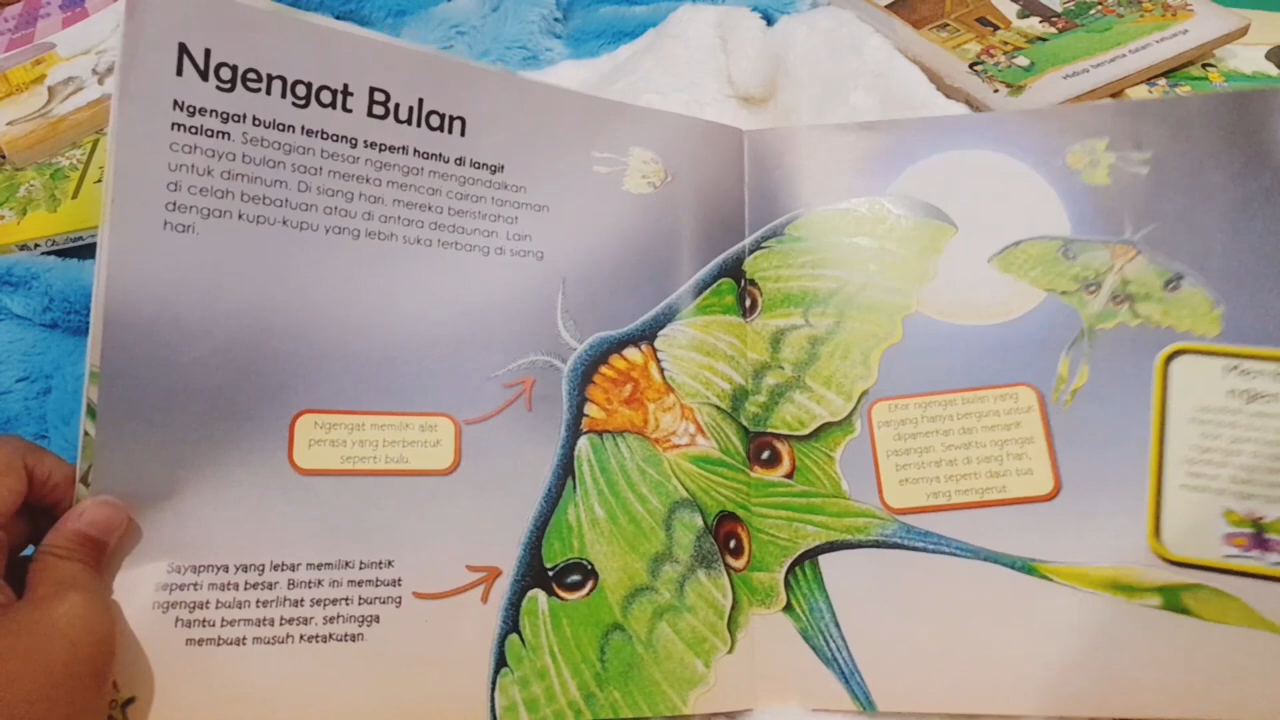 Ngengat Bulan
Ngengat bulan terbang seperti hantu di langit
malam. Sebagian besar ngengat mengandalkan
cahaya bulan saat mereka mencari cairan tanaman
untuk diminum. Di siang hari, mereka beristirahat
di celah bebatuan atau di antara dedaunan. Lain
dengan kupu-kupu yang lebih suka terbang di siang
hari.
Ngengat memiliki alat
perasa yang berbentuk
seperti bulu.
Sayapnya yang lebar memiliki bintik
seperti mata besar. Bintik ini membuat
ngengat bulan terlihat seperti burung
hantu bermata besar, sehingga
membuat musuh ketakutan.
Ekor ngengat bulan yang
panjang hanya berguna untuk
dipamerkan dan menarik
pasangan. Sewaktu ngengat
beristirahat di siang hari,
ekornya seperti daun tua
yang mengerut.
Hidup bersama dalam keluarga
Children